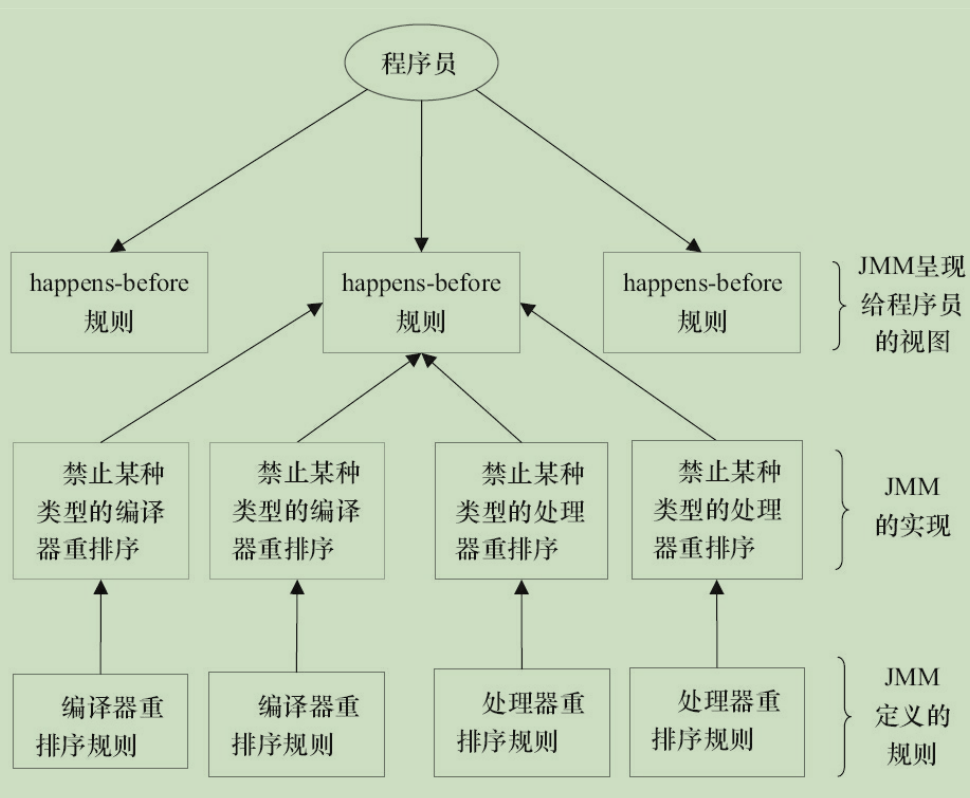 程序员
happens-before
规则
happens-before
规则
happens-before
规则
JMM呈现
给程序员
的视图
禁止某种
类型的编译
器重排序
禁止某种
类型的编译
器重排序
禁止某种
类型的处理
器重排序
禁止某种
类型的处理
器重排序
JMM
的实现
编译器重
排序规则
编译器重
排序规则
处理器重
排序规则
处理器重
排序规则
JMM
定义的
规则